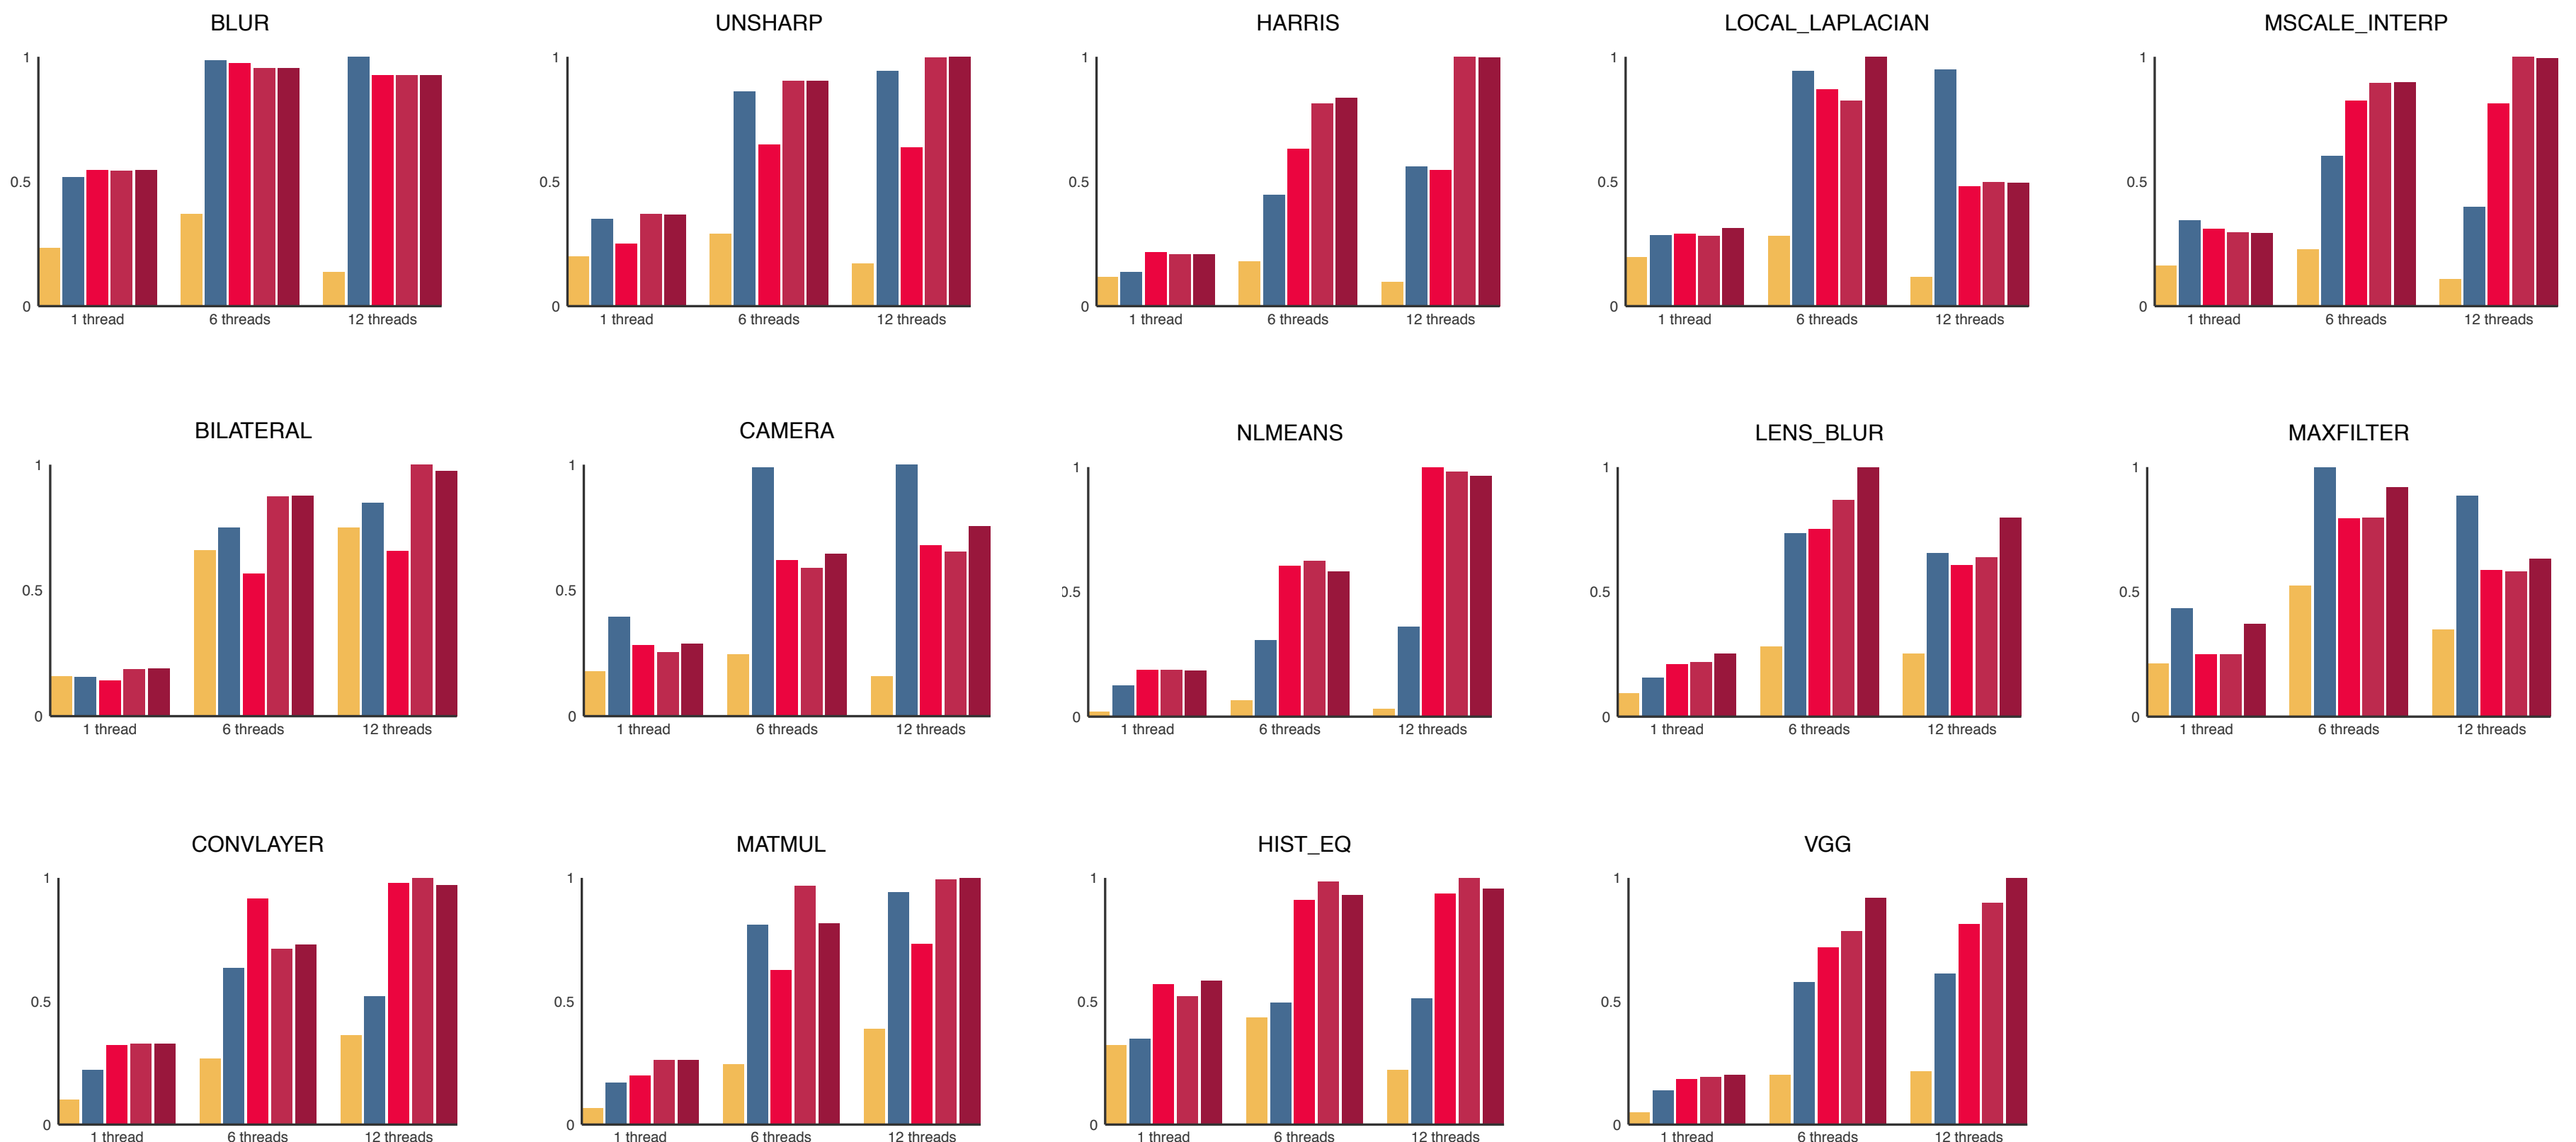 BLUR
1
0.5
0
1 thread
6 threads
12 threads
UNSHARP
1
0.5
0
1 thread
6 threads
12 threads
HARRIS
1
0.5
0
1 thread
6 threads
12 threads
LOCAL_LAPLACIAN
1
0.5
0
1 thread
6 threads
12 threads
MSCALE_INTERP
1
0.5
0
1 thread
6 threads
12 threads
BILATERAL
1
0.5
0
1 thread
6 threads
12 threads
CAMERA
1
0.5
0
1 thread
6 threads
12 threads
NLMEANS
1
0.5
0
1 thread
6 threads
12 threads
LENS_BLUR
1
0.5
0
1 thread
6 threads
12 threads
MAXFILTER
1
0.5
0
1 thread
6 threads
12 threads
CONVLAYER
1
0.5
0
1 thread
6 threads
12 threads
MATMUL
1
0.5
0
1 thread
6 threads
12 threads
HIST_EQ
1
0.5
0
1 thread
6 threads
12 threads
VGG
1
0.5
0
1 thread
6 threads
12 threads